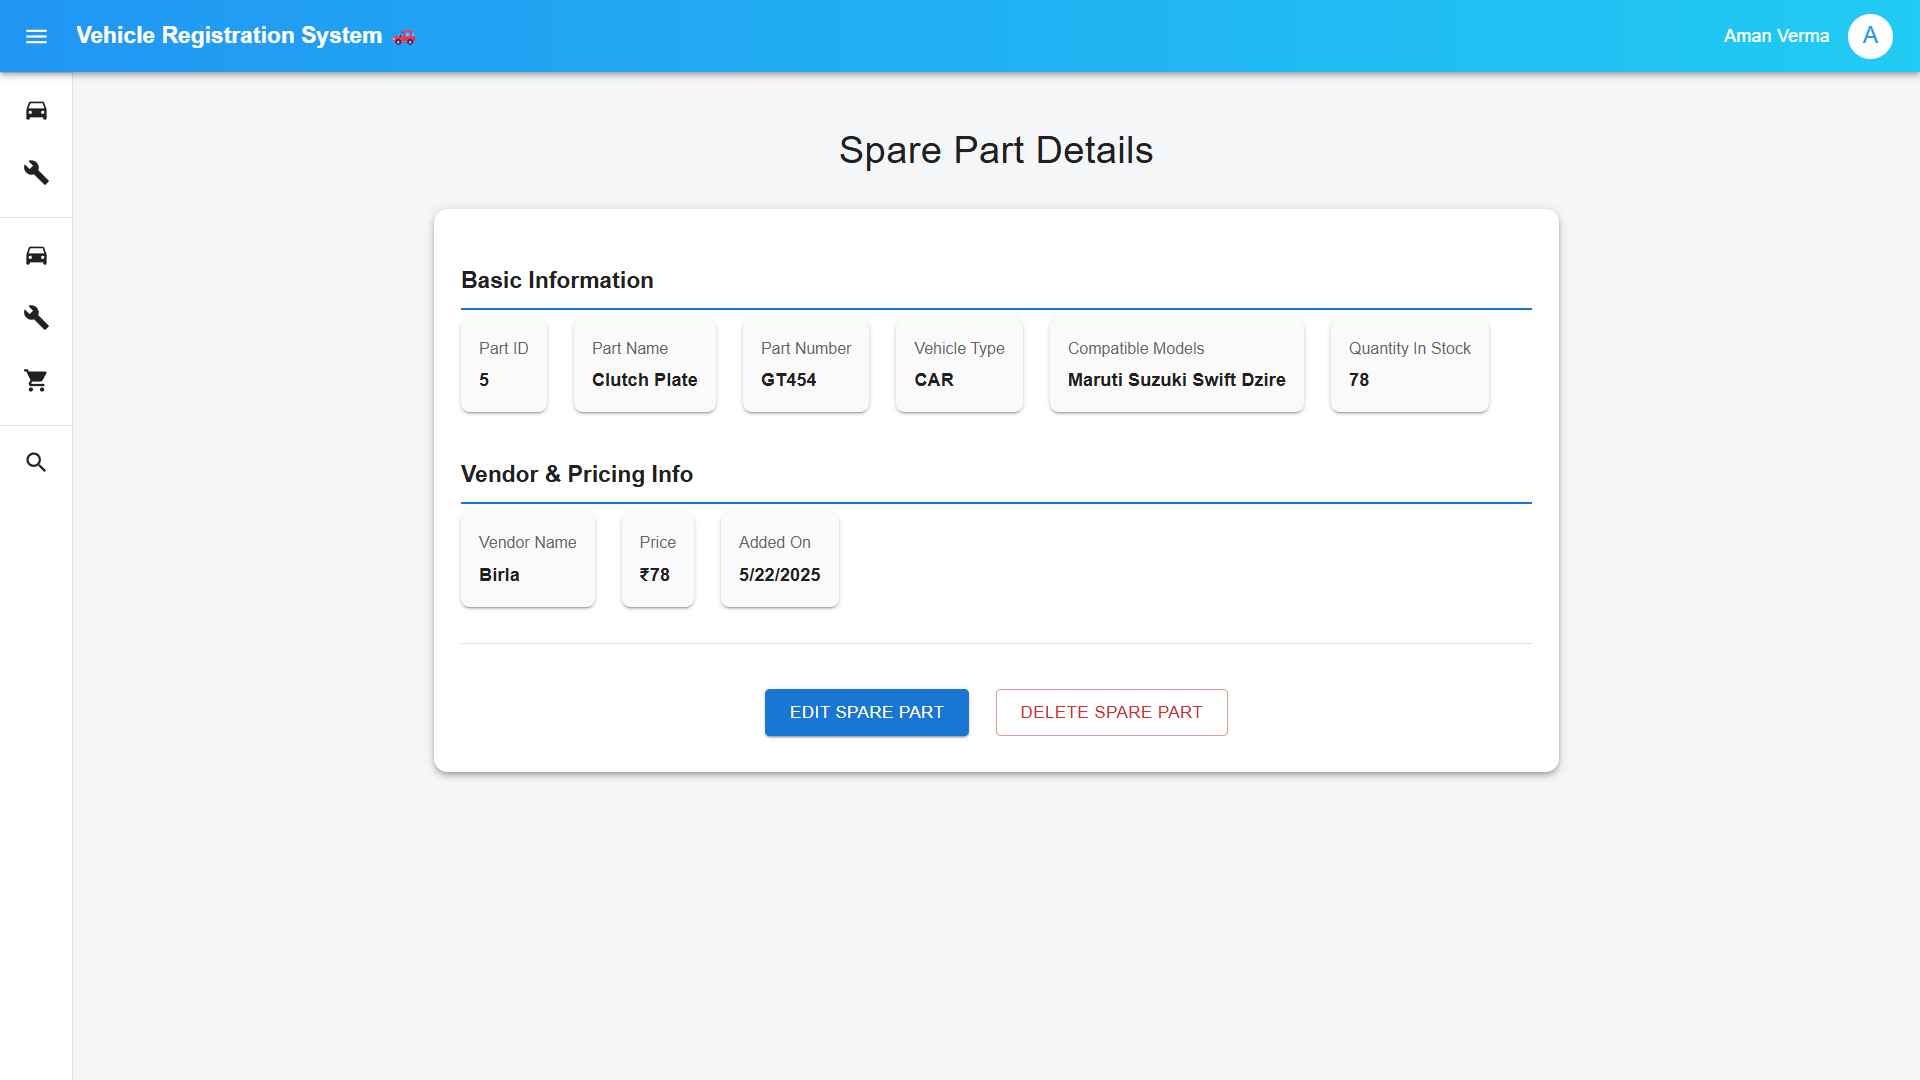 Vehicle Registration System
Aman Verma
A
Spare Part Details
Basic Information
Part ID
5
Part Name
Clutch Plate
Part Number
GT454
Vehicle Type
CAR
Compatible Models
Maruti Suzuki Swift Dzire
Quantity In Stock
78
Vendor & Pricing Info
Vendor Name
Birla
Price
₹78
Added On
5/22/2025
EDIT SPARE PART
DELETE SPARE PART